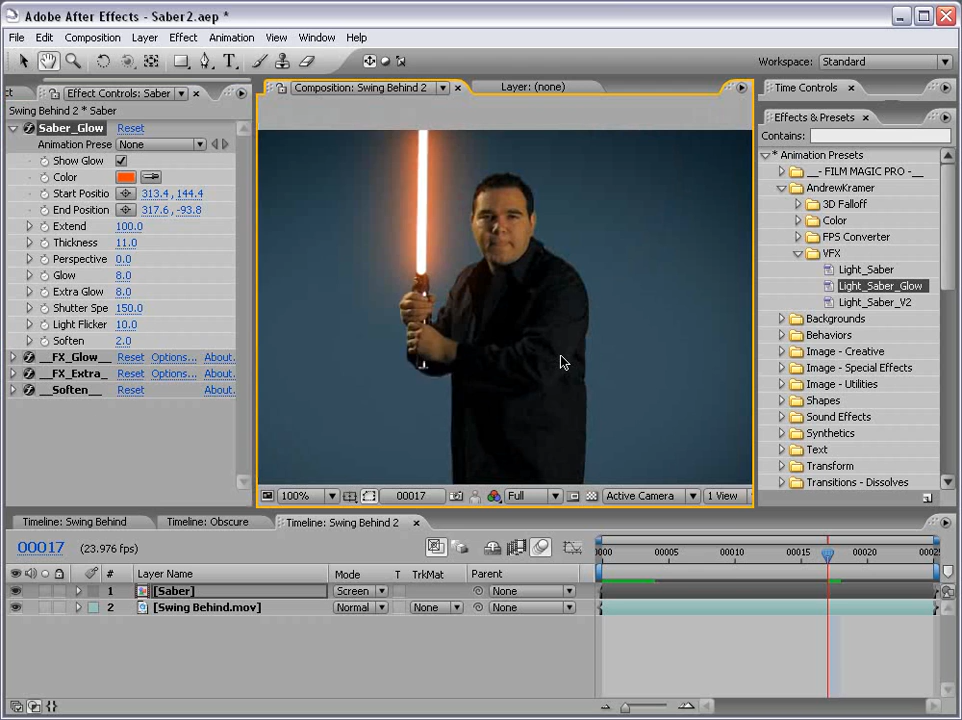 Adobe After Effects - Saber2.aep *
File Edit Composition Layer Effect Animation View Window Help
Workspace: Standard
Effect Controls: Saber
Composition: Swing Behind 2
Layer: (none)
Time Controls
Swing Behind 2 * Saber
Effects & Presets
Saber_Glow Reset
Contains:
Animation Prese None
* Animation Presets
Show Glow
__- FILM MAGIC PRO -__
Color
AndrewKramer
Start Positio 313.4, 144.4
3D Falloff
End Position 317.6, -93.8
Color
Extend 100.0
FPS Converter
Thickness 11.0
VFX
Perspective 0.0
Light_Saber
Glow 8.0
Light_Saber_Glow
Extra Glow 8.0
Light_Saber_V2
Shutter Spe 150.0
Backgrounds
Light Flicker 10.0
Behaviors
Soften 2.0
Image - Creative
__FX_Glow__ Reset Options... About.
Image - Special Effects
__FX_Extra_ Reset Options... About.
Image - Utilities
__Soften__ Reset About.
Shapes
Sound Effects
Synthetics
Text
Transform
Transitions - Dissolves
100% 00017 Full Active Camera 1 View
Timeline: Swing Behind
Timeline: Obscure
Timeline: Swing Behind 2
00017 (23.976 fps)
0000 00005 00010 00015 00020 0002
# Layer Name Mode T TrkMat Parent
1 [Saber] Screen None
2 [Swing Behind.mov] Normal None None